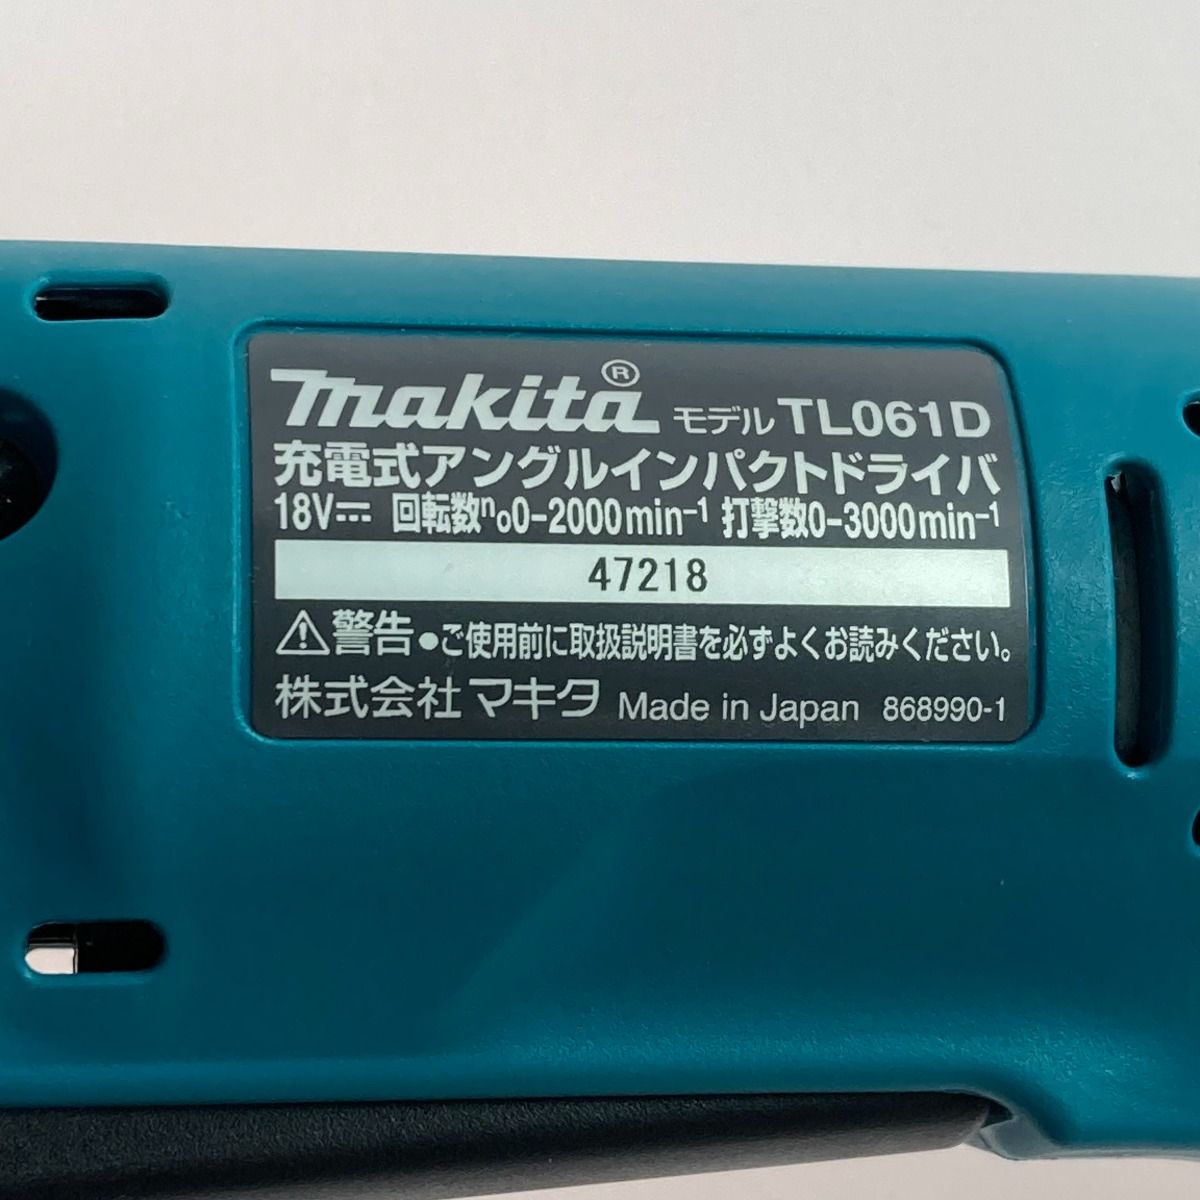 makita® モデル TL061D
充電式アングルインパクトドライバ
18V⎓ 回転数n₀0-2000min⁻¹ 打撃数0-3000min⁻¹
47218
⚠警告 ●ご使用前に取扱説明書を必ずよくお読みください。
株式会社 マキタ Made in Japan 868990-1